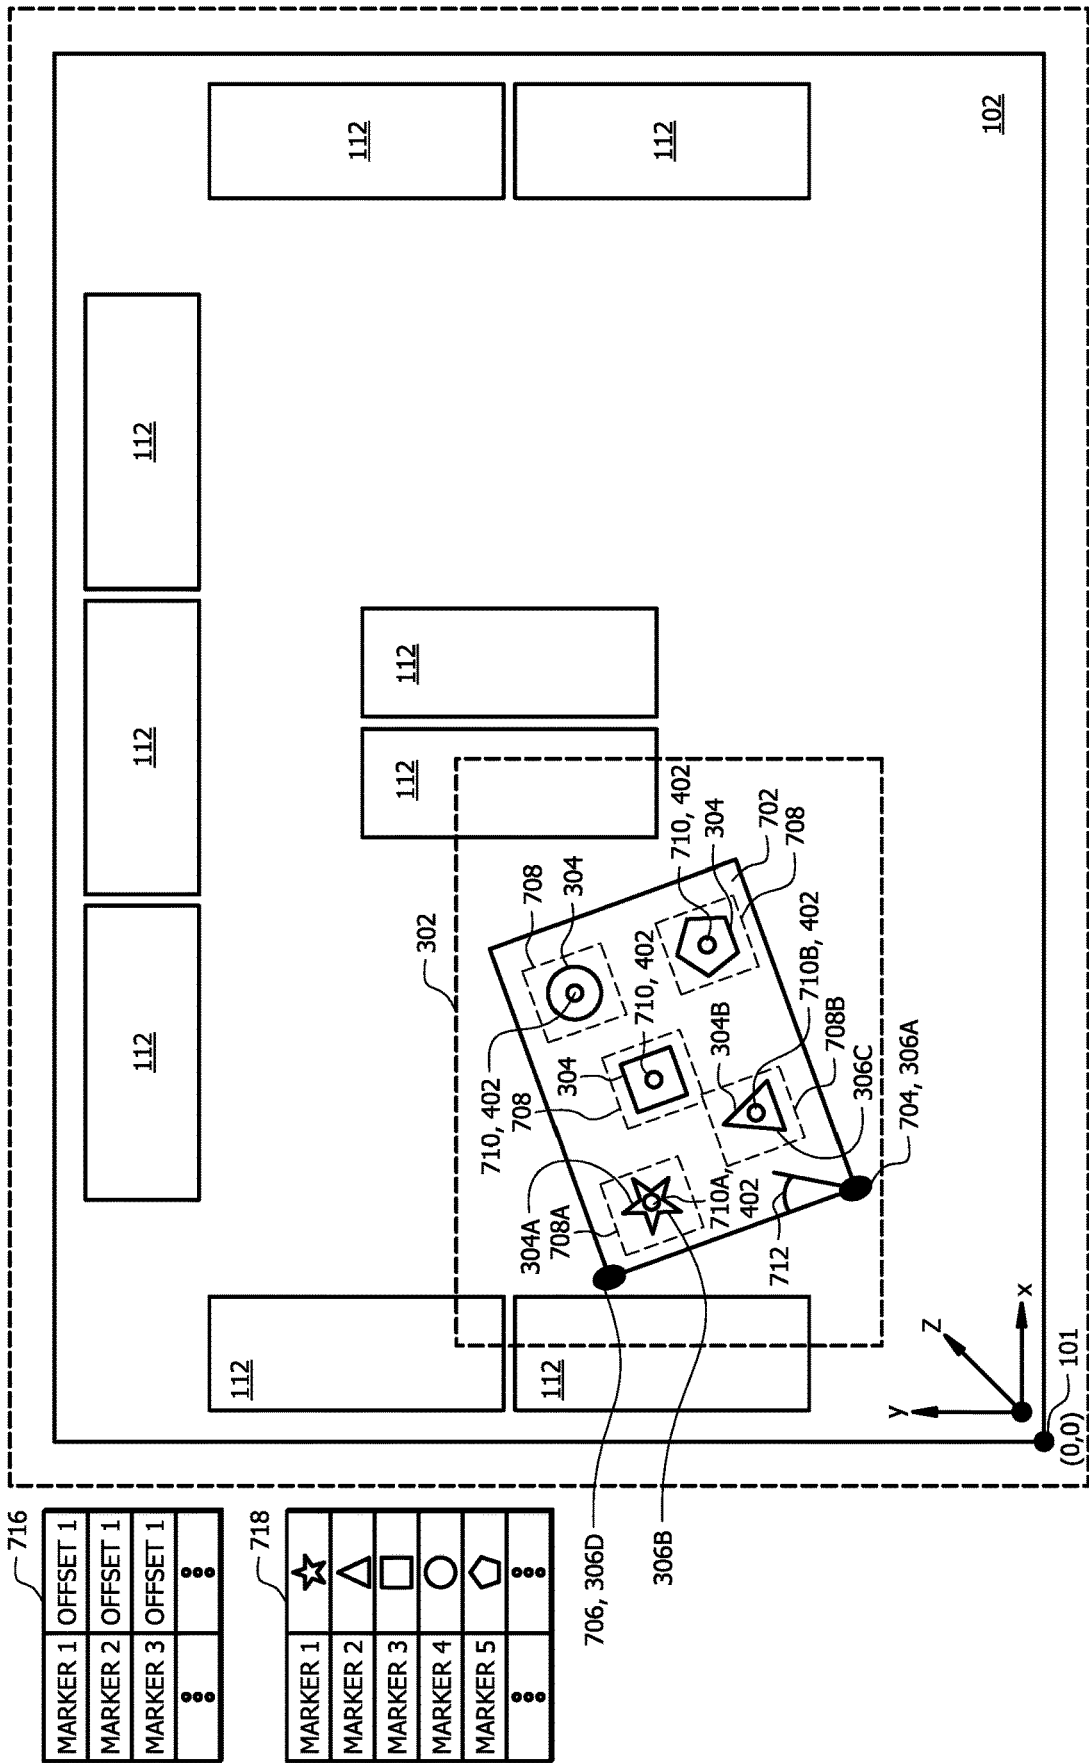 716
MARKER 1 OFFSET 1
MARKER 2 OFFSET 1
MARKER 3 OFFSET 1
718
MARKER 1
MARKER 2
MARKER 3
MARKER 4
MARKER 5
706, 306D
306B
112
112
112
112
112
112
112
112
112
302
710, 402
708
708
304
304A
708A
304
710, 402
710, 402
304
702
708
710A,
402
304B
710B, 402
708B
306C
712
704, 306A
y
Z
x
101
(0,0)
102